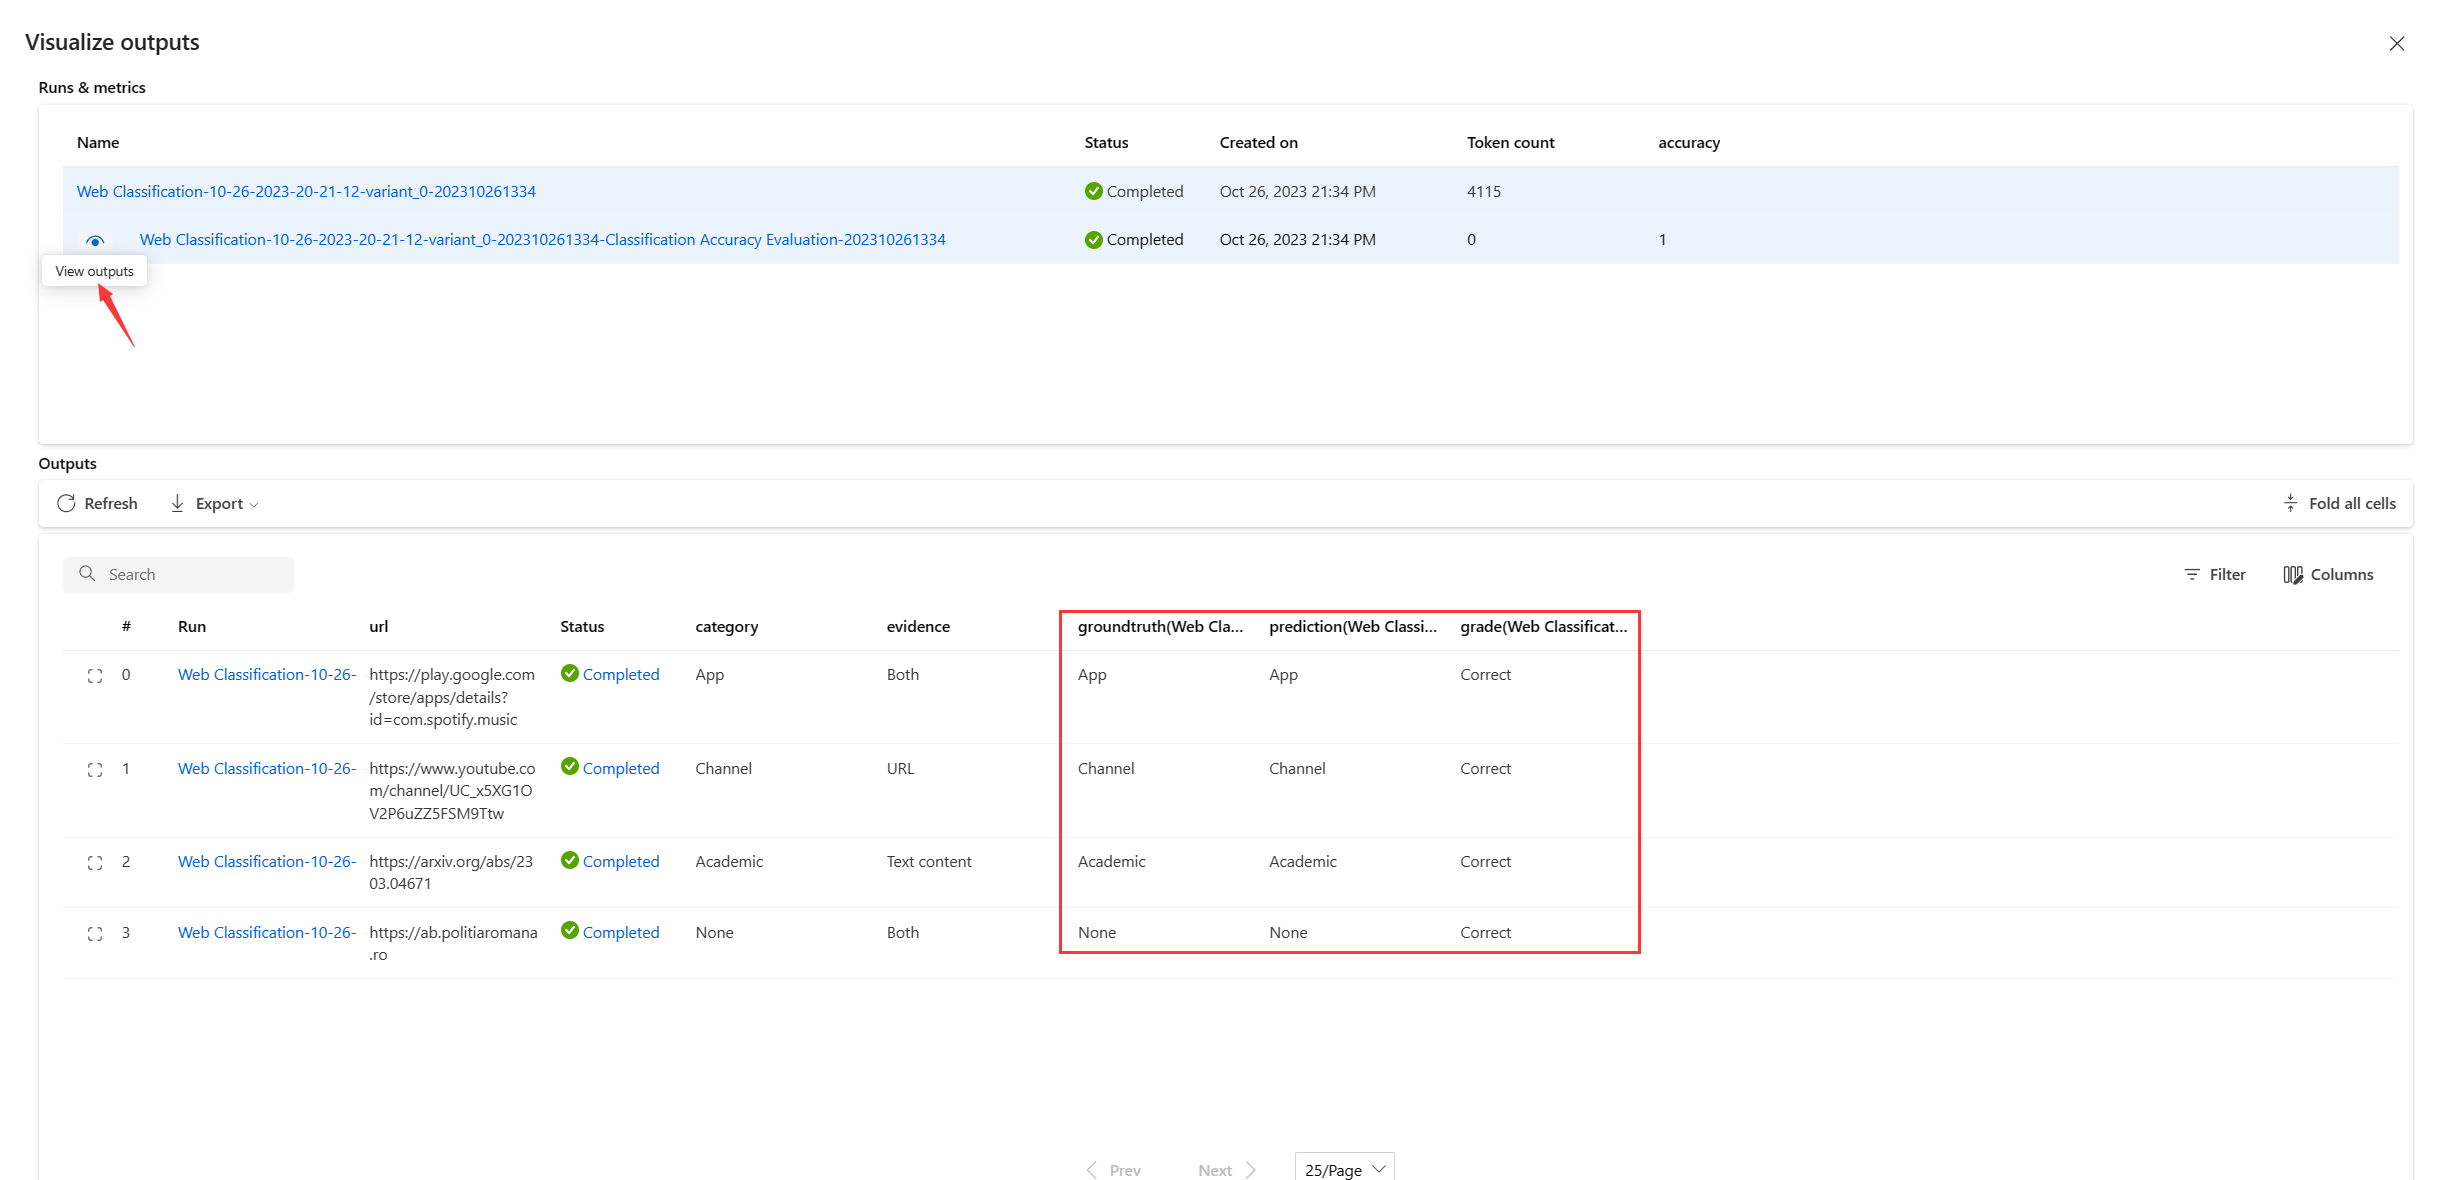 Visualize outputs
Runs & metrics
Name Status Created on Token count accuracy
Web Classification-10-26-2023-20-21-12-variant_0-202310261334 Completed Oct 26, 2023 21:34 PM 4115
Web Classification-10-26-2023-20-21-12-variant_0-202310261334-Classification Accuracy Evaluation-202310261334 Completed Oct 26, 2023 21:34 PM 0 1
View outputs
Outputs
Refresh Export Fold all cells
Search Filter Columns
# Run url Status category evidence groundtruth(Web Cla... prediction(Web Classi... grade(Web Classificat...
0 Web Classification-10-26- https://play.google.com Completed App Both App App Correct
/store/apps/details?
id=com.spotify.music
1 Web Classification-10-26- https://www.youtube.co Completed Channel URL Channel Channel Correct
m/channel/UC_x5XG1O
V2P6uZZ5FSM9Ttw
2 Web Classification-10-26- https://arxiv.org/abs/23 Completed Academic Text content Academic Academic Correct
03.04671
3 Web Classification-10-26- https://ab.politiaromana Completed None Both None None Correct
.ro
Prev Next 25/Page